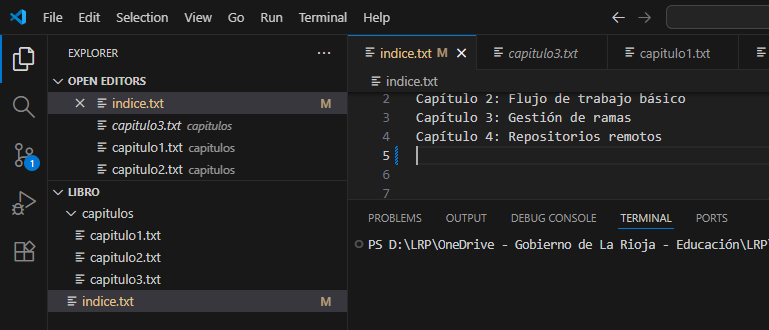 File Edit Selection View Go Run Terminal Help
EXPLORER
OPEN EDITORS
indice.txt M
capitulo3.txt capitulos
capitulo1.txt capitulos
capitulo2.txt capitulos
LIBRO
capitulos
capitulo1.txt
capitulo2.txt
capitulo3.txt
indice.txt M
1
indice.txt M capitulo3.txt capitulo1.txt
indice.txt
2 Capítulo 2: Flujo de trabajo básico
3 Capítulo 3: Gestión de ramas
4 Capítulo 4: Repositorios remotos
5
6
7
PROBLEMS OUTPUT DEBUG CONSOLE TERMINAL PORTS
PS D:\LRP\OneDrive - Gobierno de La Rioja - Educación\LRP\